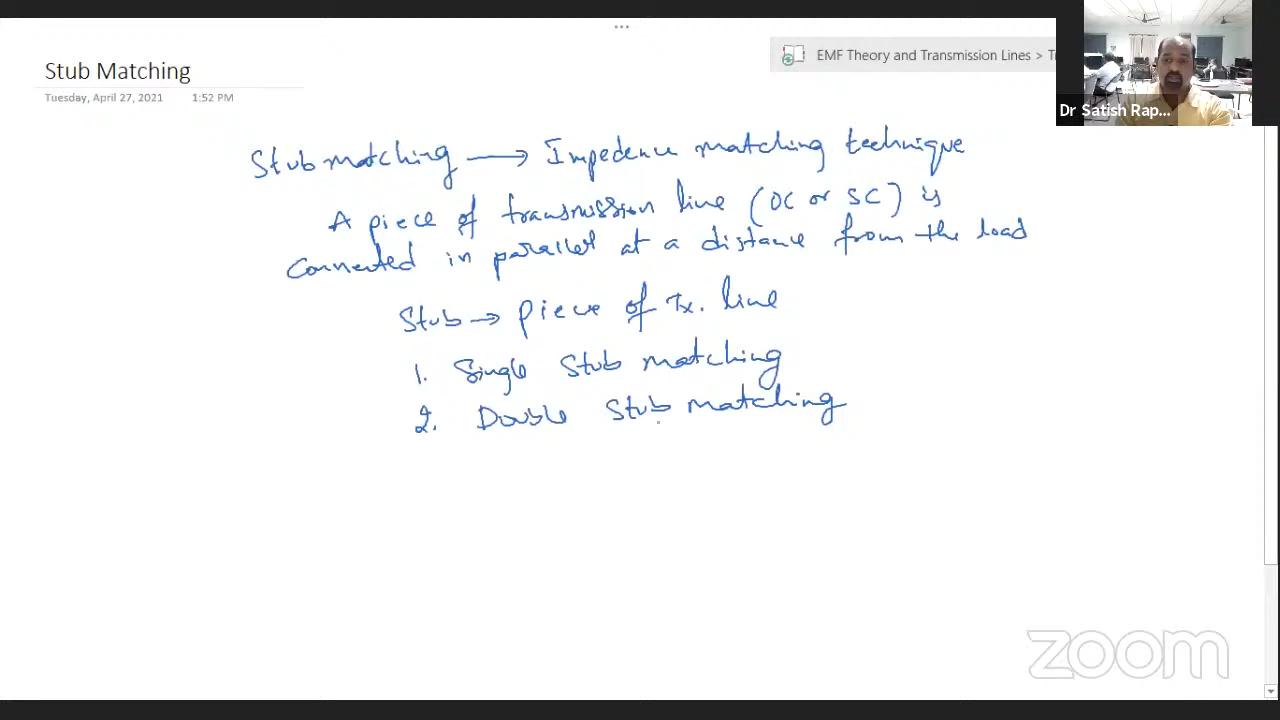 Stub Matching
Tuesday, April 27, 2021 1:52 PM
EMF Theory and Transmission Lines >
Dr Satish Rap...
Stub matching → Impedence matching technique
A piece of transmission line (OC or SC) is
connected in parallel at a distance from the load
Stub → piece of Tx. line
1. Single Stub matching
2. Double Stub matching
zoom